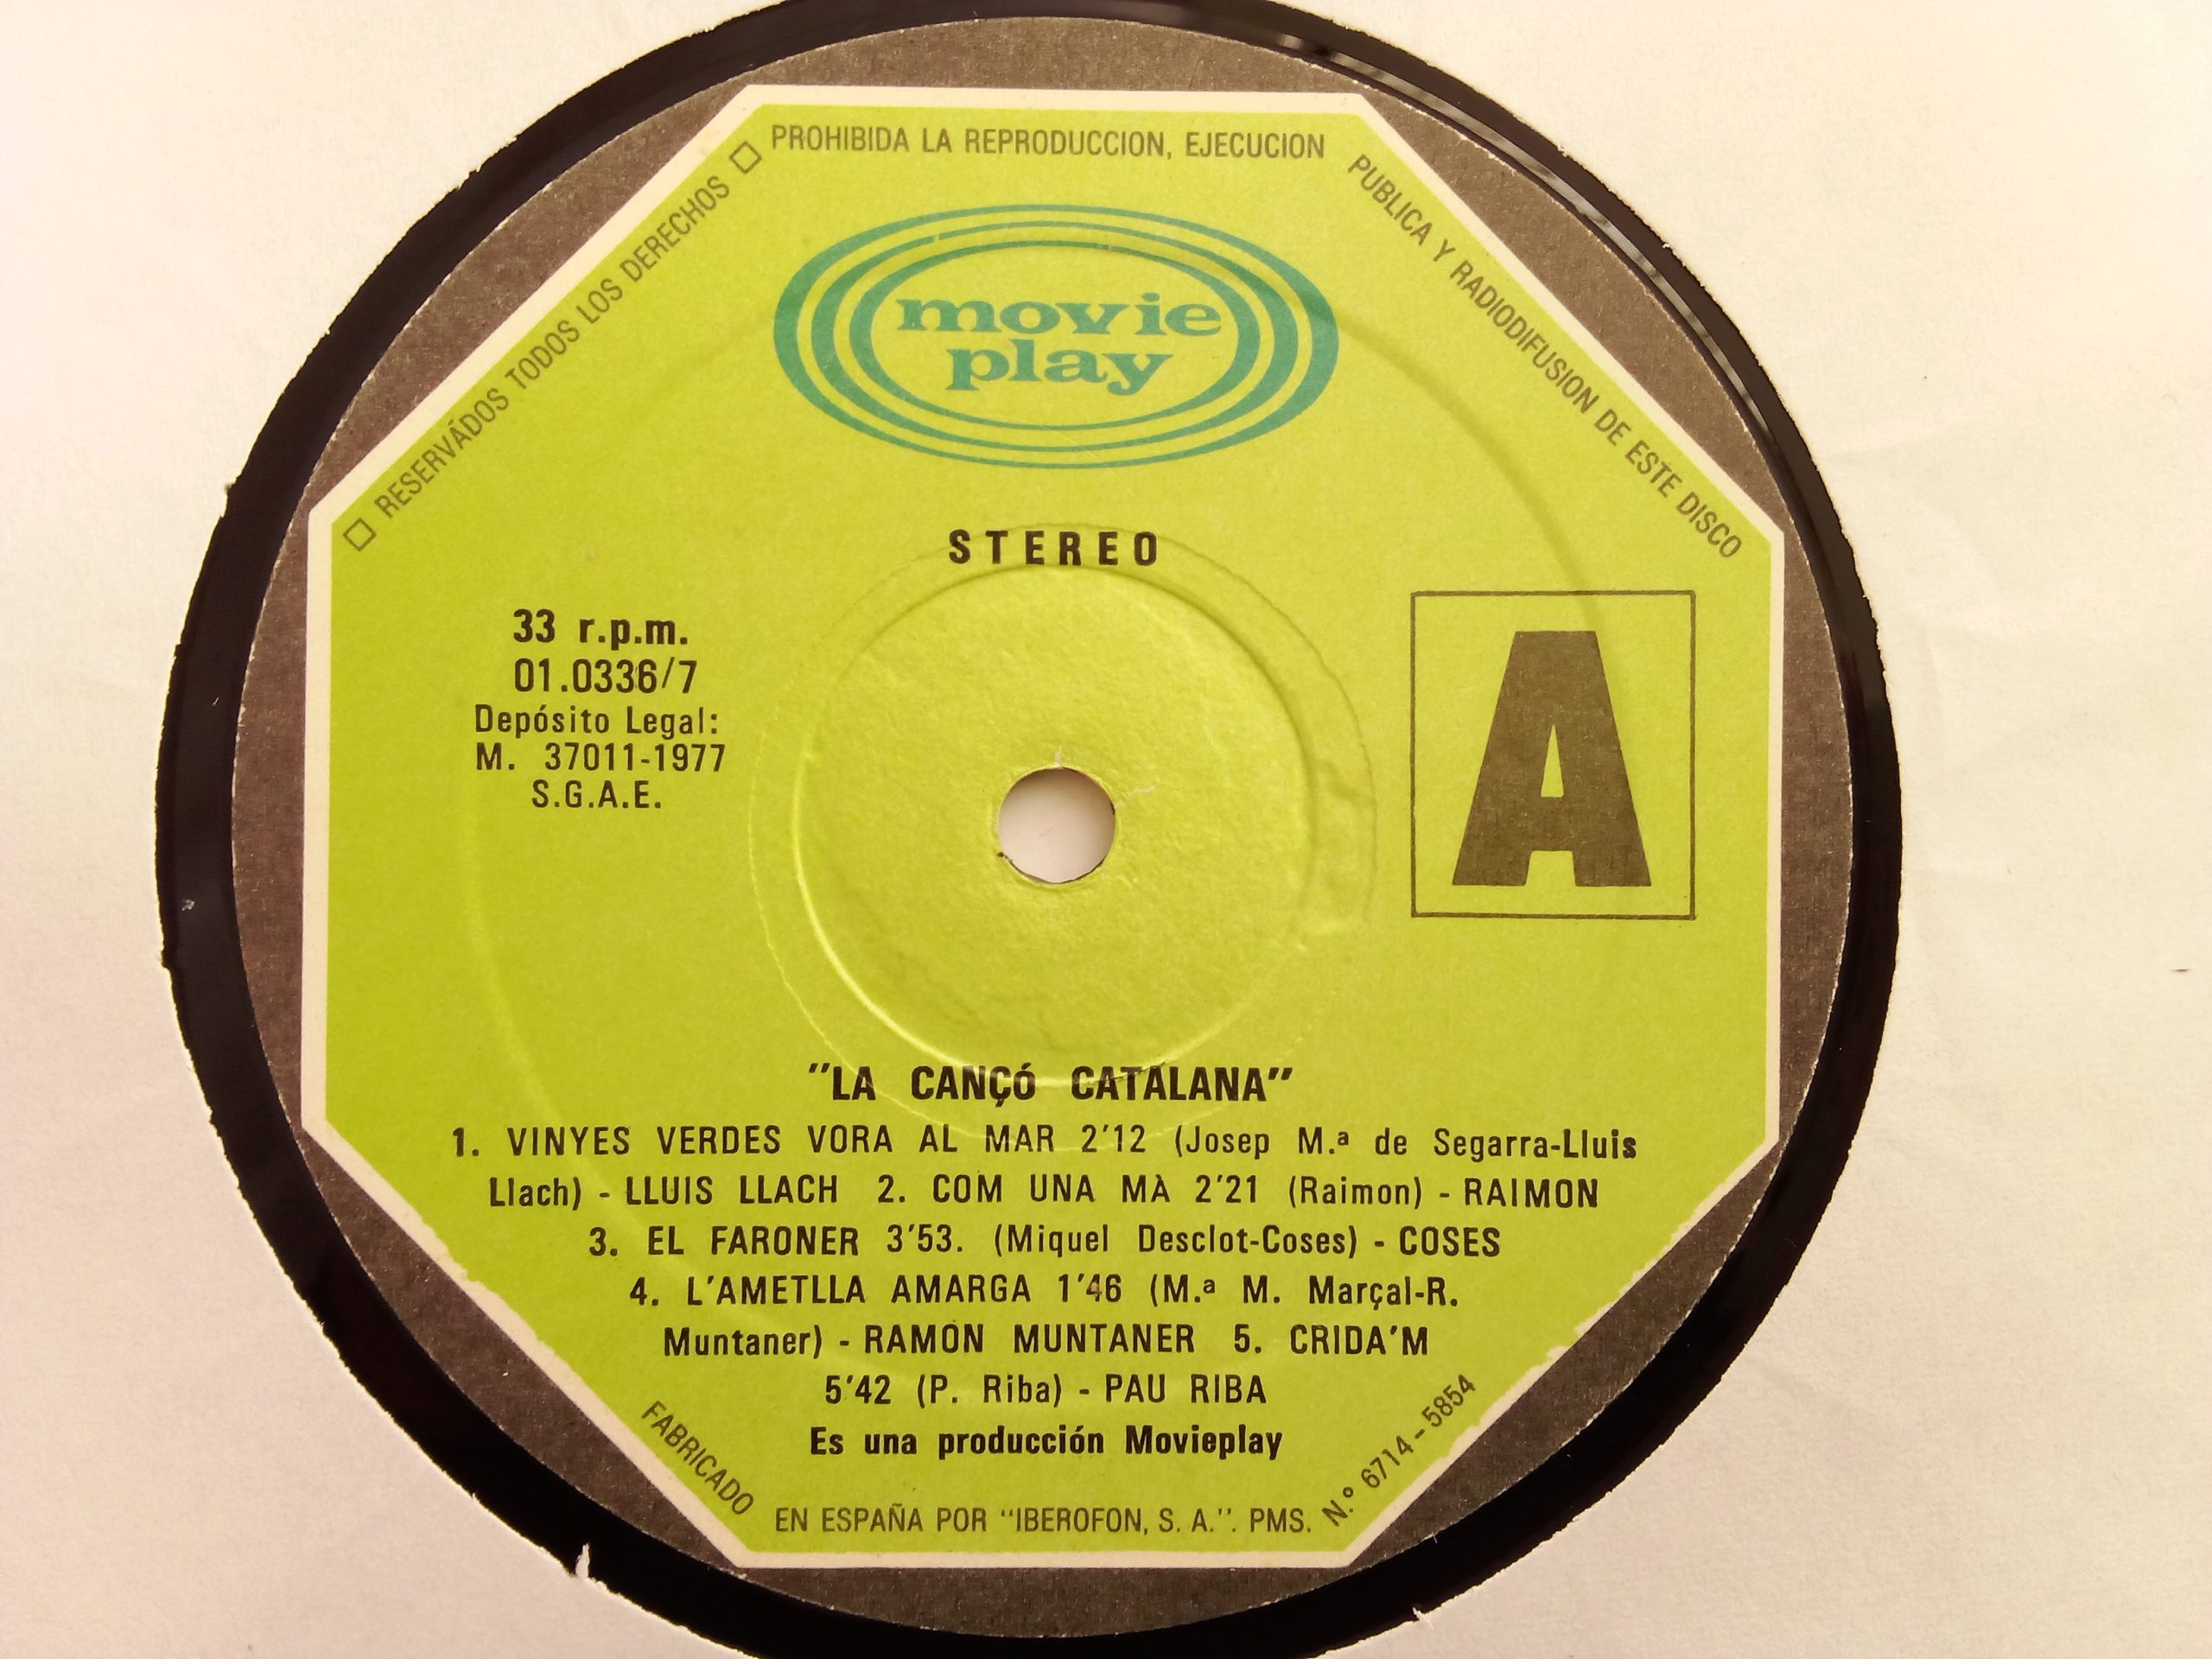 RESERVÁDOS TODOS LOS DERECHOS
PROHIBIDA LA REPRODUCCION, EJECUCION
PUBLICA Y RADIODIFUSION DE ESTE DISCO
movie
play
STEREO
33 r.p.m.
01.0336/7
Depósito Legal:
M. 37011-1977
S.G.A.E.
A
"LA CANÇÓ CATALANA"
1. VINYES VERDES VORA AL MAR 2'12 (Josep M.ª de Segarra-Lluis
Llach) - LLUIS LLACH 2. COM UNA MÀ 2'21 (Raimon) - RAIMON
3. EL FARONER 3'53. (Miquel Desclot-Coses) - COSES
4. L'AMETLLA AMARGA 1'46 (M.ª M. Marçal-R.
Muntaner) - RAMON MUNTANER 5. CRIDA'M
5'42 (P. Riba) - PAU RIBA
Es una producción Movieplay
FABRICADO
EN ESPAÑA POR "IBEROFON, S. A.". PMS.
N.º 6714-5854